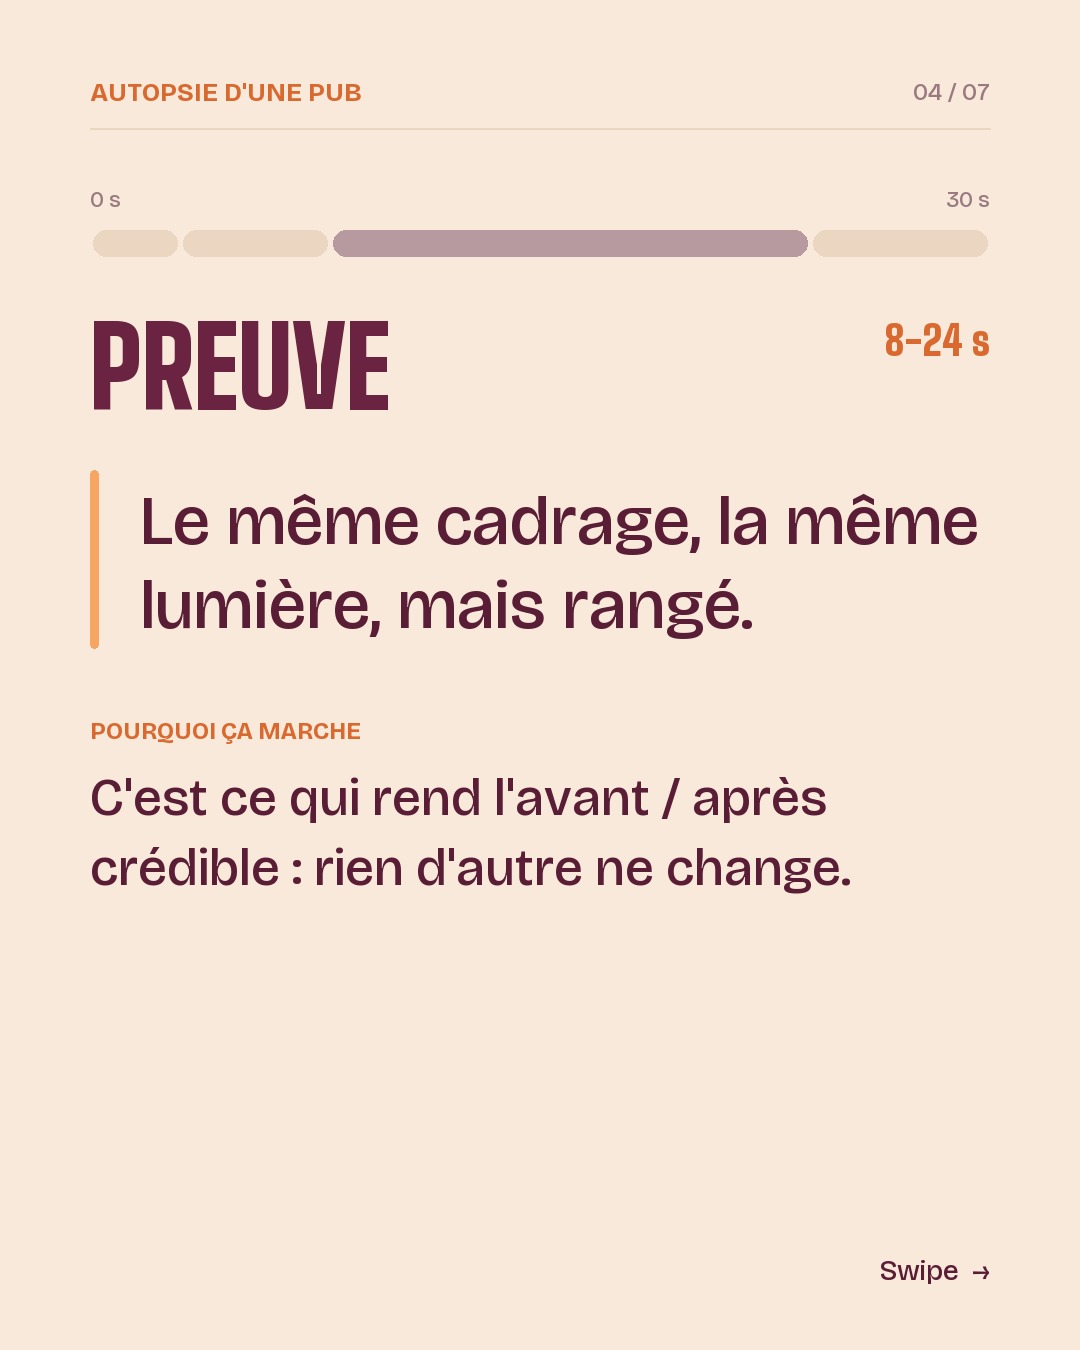 AUTOPSIE D'UNE PUB
04 / 07
0 s
30 s
PREUVE
8–24 s
Le même cadrage, la même
lumière, mais rangé.
POURQUOI ÇA MARCHE
C'est ce qui rend l'avant / après
crédible : rien d'autre ne change.
Swipe →